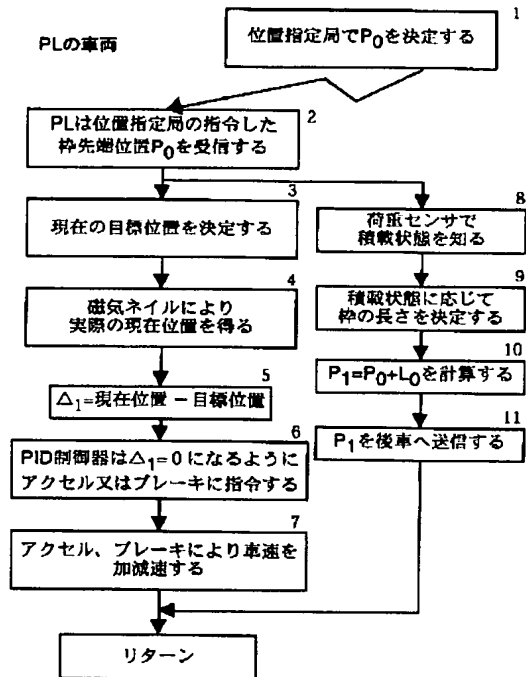 PLの車両
1
位置指定局でP0を決定する
2
PLは位置指定局の指令した
枠先端位置P0を受信する
3
現在の目標位置を決定する
4
磁気ネイルにより
実際の現在位置を得る
5
△1=現在位置－目標位置
6
PID制御器は△1=0になるように
アクセル又はブレーキに指令する
7
アクセル、ブレーキにより車速を
加減速する
8
荷重センサで
積載状態を知る
9
積載状態に応じて
枠の長さを決定する
10
P1=P0+L0を計算する
11
P1を後車へ送信する
リターン